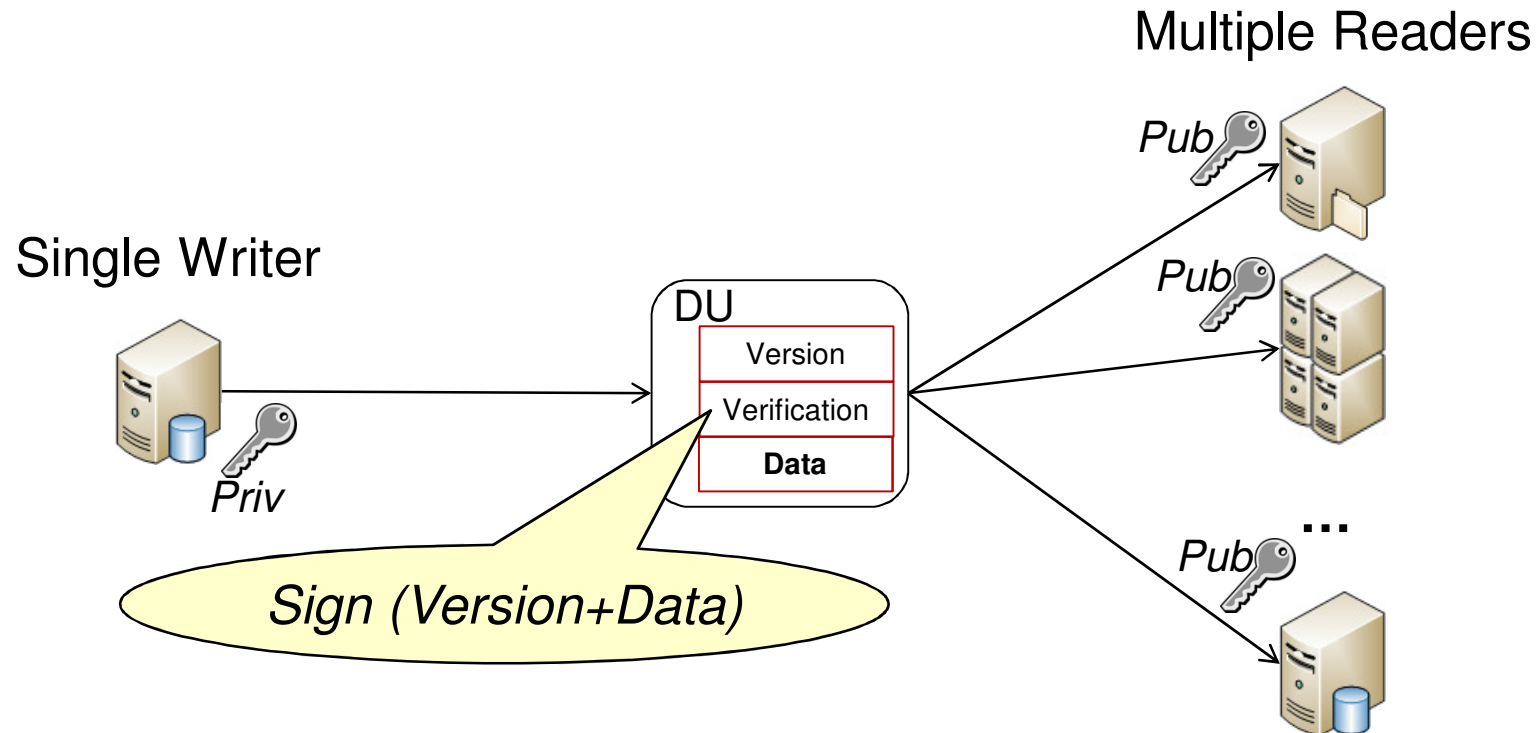 Multiple Readers
Pub
Single Writer
Pub
DU
Version
Verification
Data
Priv
...
Pub
Sign (Version+Data)